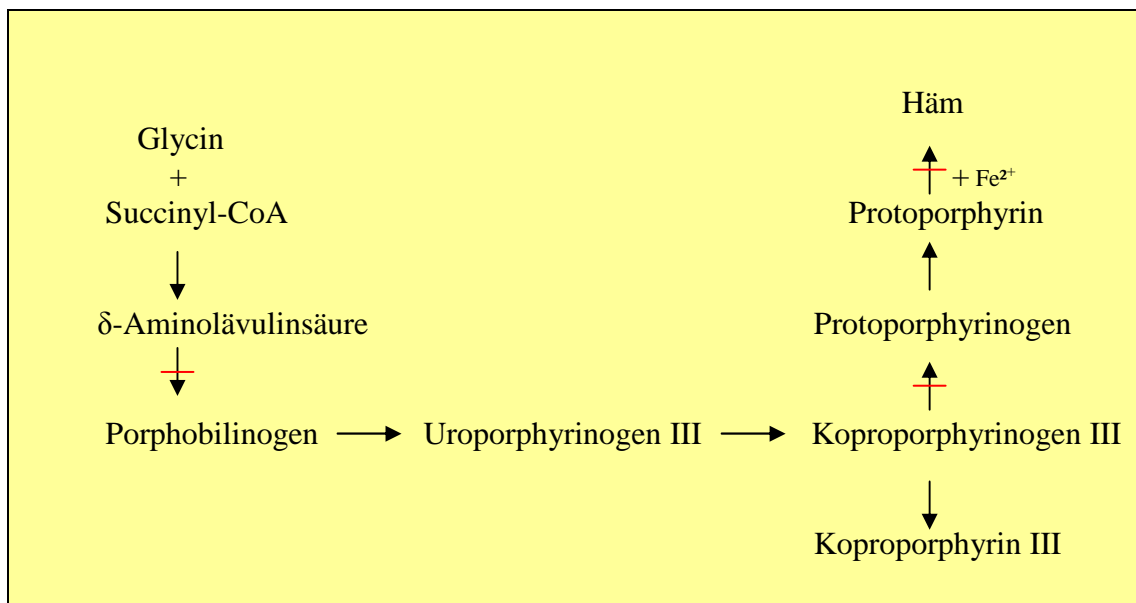 Glycin
+
Succinyl-CoA
δ-Aminolävulinsäure
Porphobilinogen
Uroporphyrinogen III
Koproporphyrinogen III
Koproporphyrin III
Protoporphyrinogen
Protoporphyrin
+ Fe²⁺
Häm